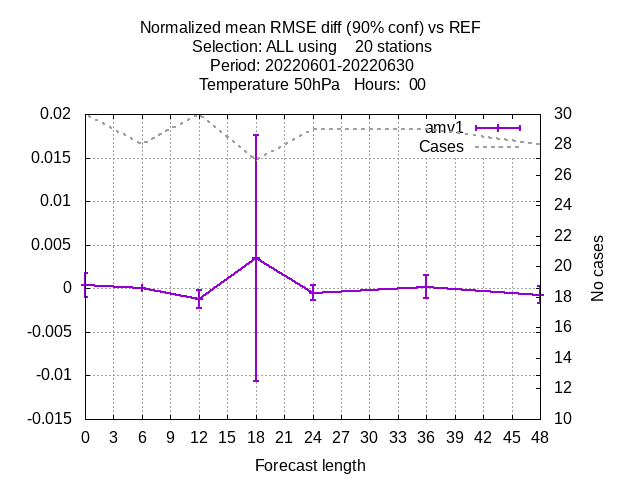 Normalized mean RMSE diff (90% conf) vs REF
Selection: ALL using    20 stations
Period: 20220601-20220630
Temperature 50hPa   Hours:  00
amv1
Cases
0.02
0.015
0.01
0.005
0
-0.005
-0.01
-0.015
30
28
26
24
22
20
18
16
14
12
10
No cases
0 3 6 9 12 15 18 21 24 27 30 33 36 39 42 45 48
Forecast length